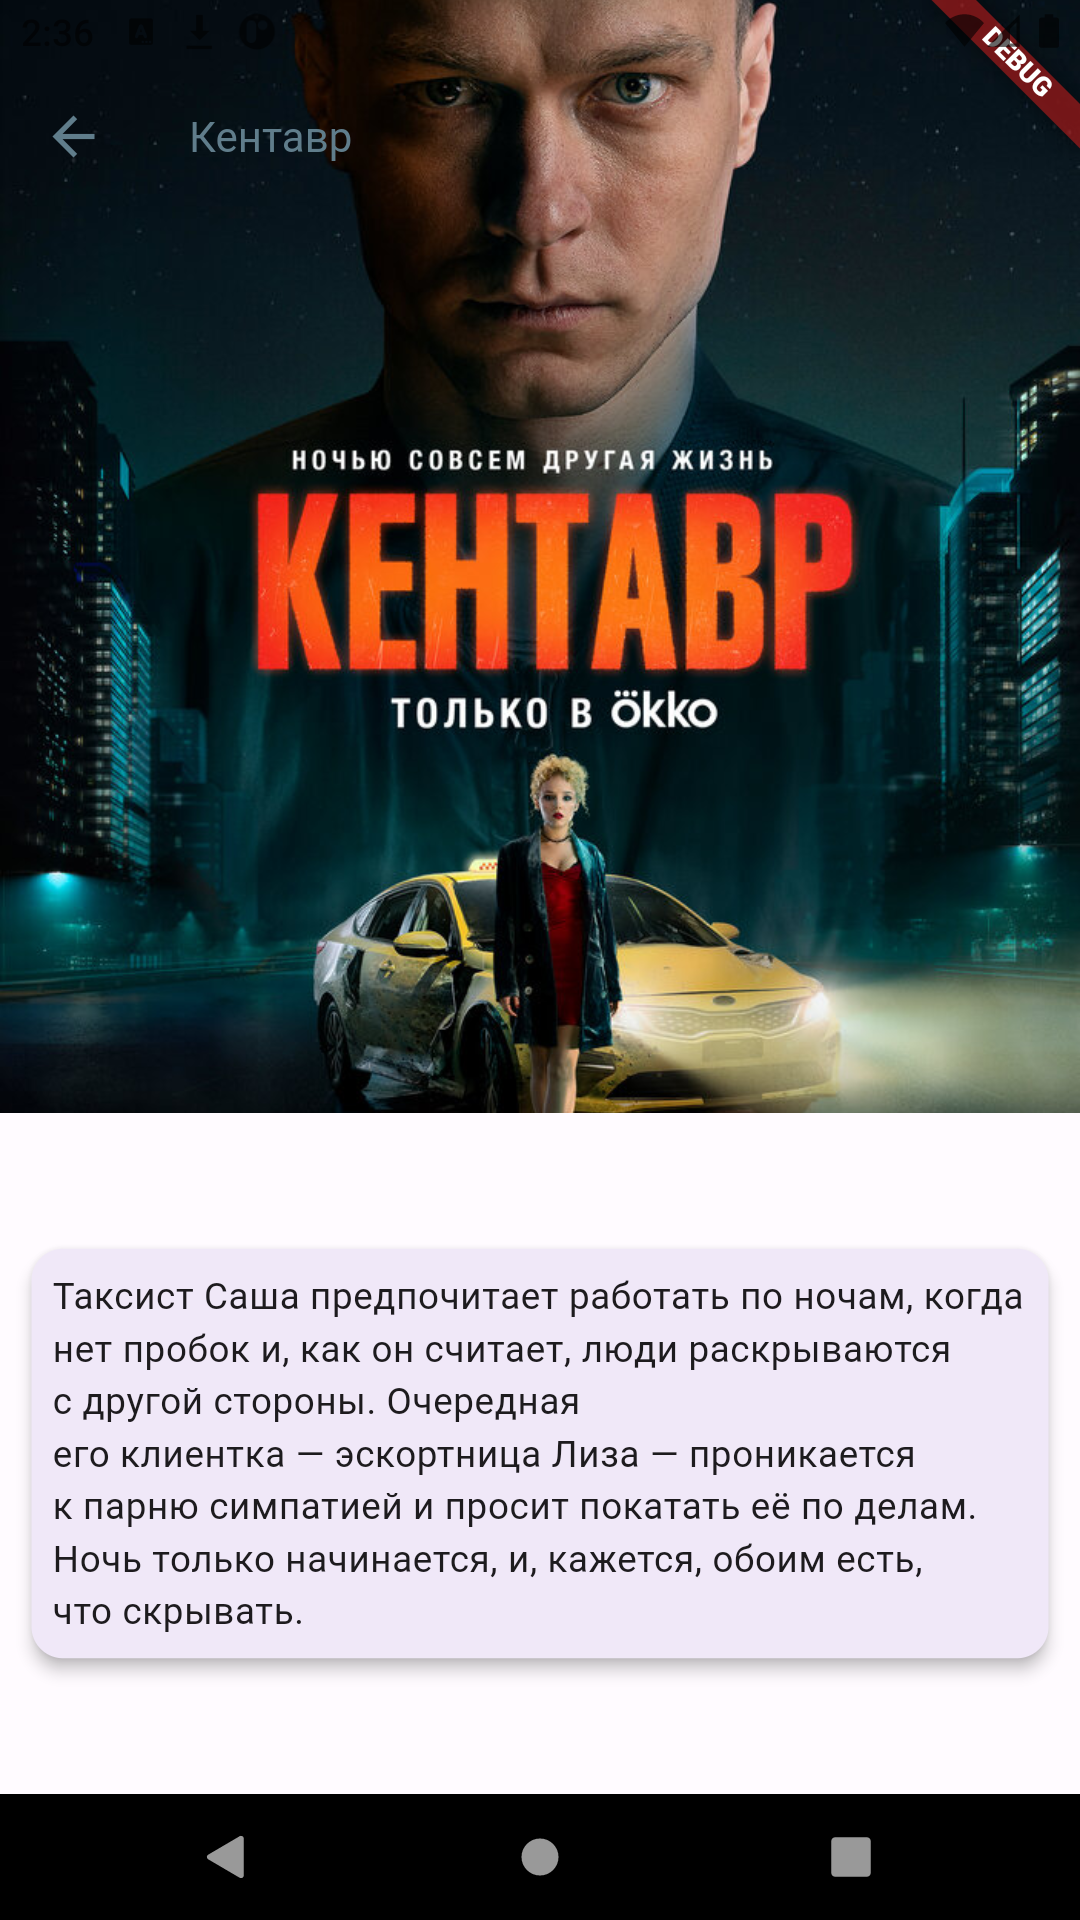 2:36
A
DEBUG
Кентавр
НОЧЬЮ СОВСЕМ ДРУГАЯ ЖИЗНЬ
КЕНТАВР
ТОЛЬКО В ökko
Таксист Саша предпочитает работать по ночам, когда
нет пробок и, как он считает, люди раскрываются
с другой стороны. Очередная
его клиентка — эскортница Лиза — проникается
к парню симпатией и просит покатать её по делам.
Ночь только начинается, и, кажется, обоим есть,
что скрывать.